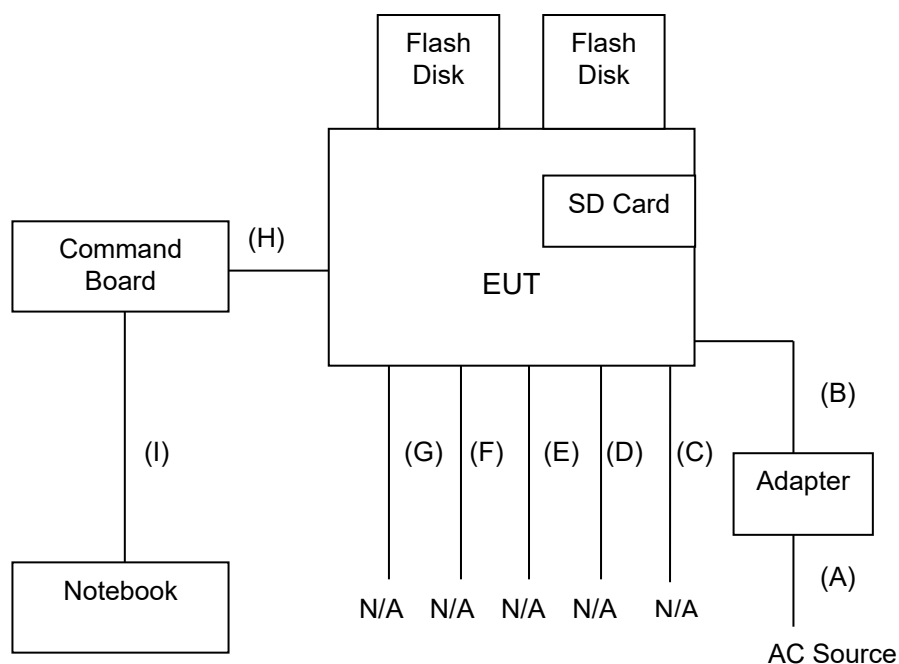 Flash
Disk
Flash
Disk
SD Card
Command
Board
(H)
EUT
(B)
(I)
(G)
(F)
(E)
(D)
(C)
Adapter
(A)
Notebook
N/A
N/A
N/A
N/A
N/A
AC Source